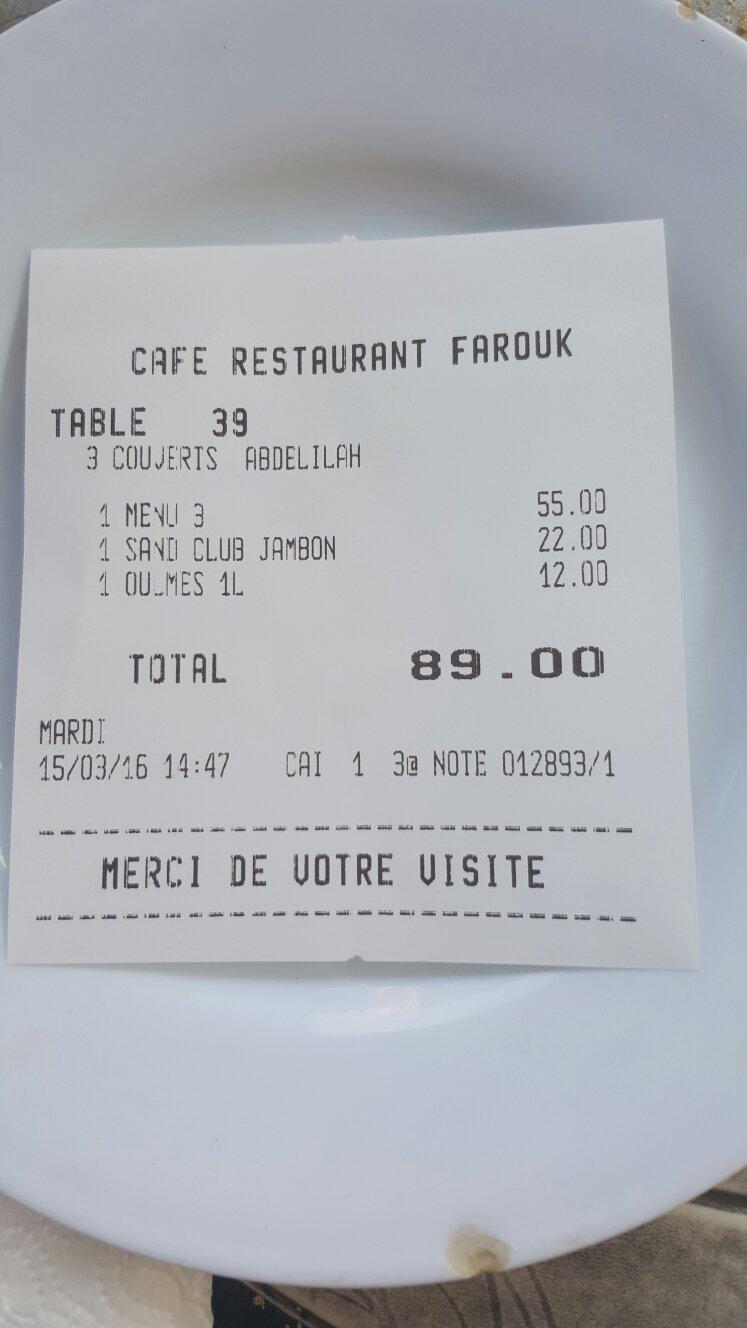 CAFE RESTAURANT FAROUK
TABLE 39
3 COUVERTS ABDELILAH
1 MENU 3 55.00
1 SAND CLUB JAMBON 22.00
1 OULMES 1L 12.00
TOTAL 89.00
MARDI
15/03/16 14:47 CAI 1 3@ NOTE 012893/1
MERCI DE VOTRE VISITE